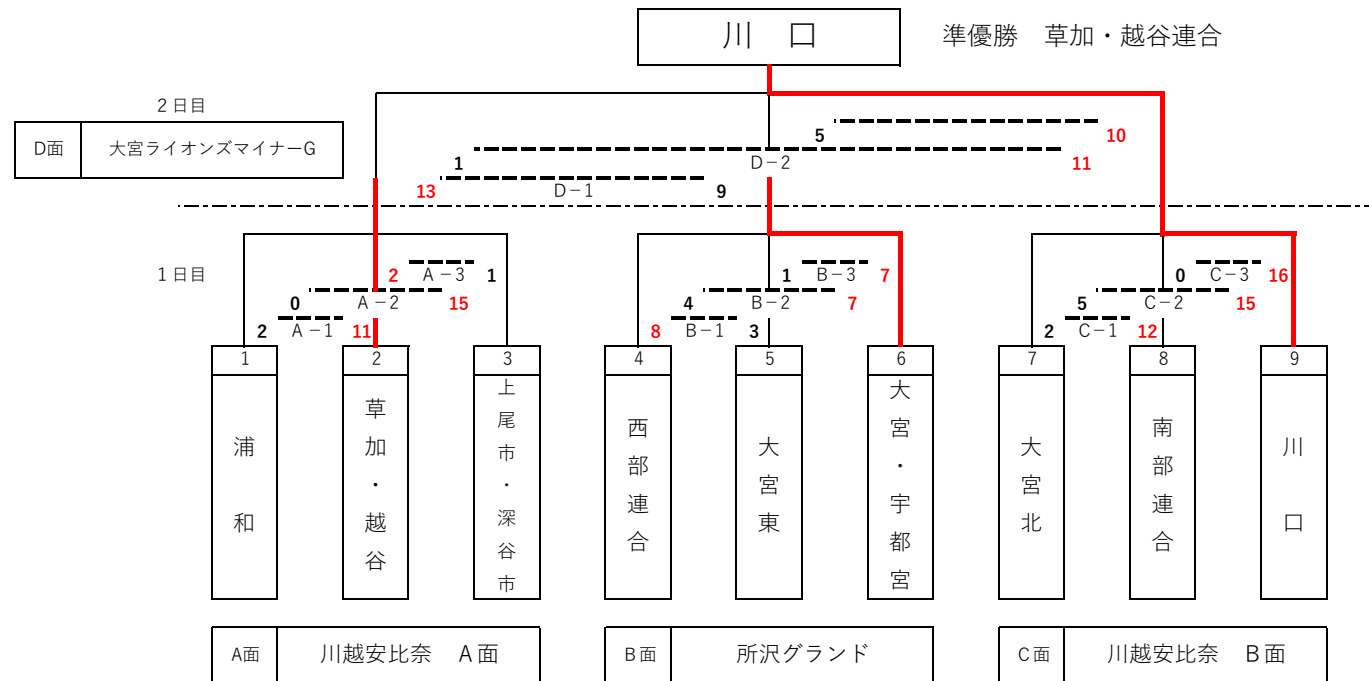 川 口
準優勝 草加・越谷連合
2日目
D面 大宮ライオンズマイナーG
5 10
1 D-2 11
13 D-1 9
1日目
2 A-3 1
0 A-2 15
2 A-1 11
1 B-3 7
4 B-2 7
8 B-1 3
0 C-3 16
5 C-2 15
2 C-1 12
1 浦和
2 草加・越谷
3 上尾市・深谷市
4 西部連合
5 大宮東
6 大宮・宇都宮
7 大宮北
8 南部連合
9 川口
A面 川越安比奈 A面
B面 所沢グランド
C面 川越安比奈 B面